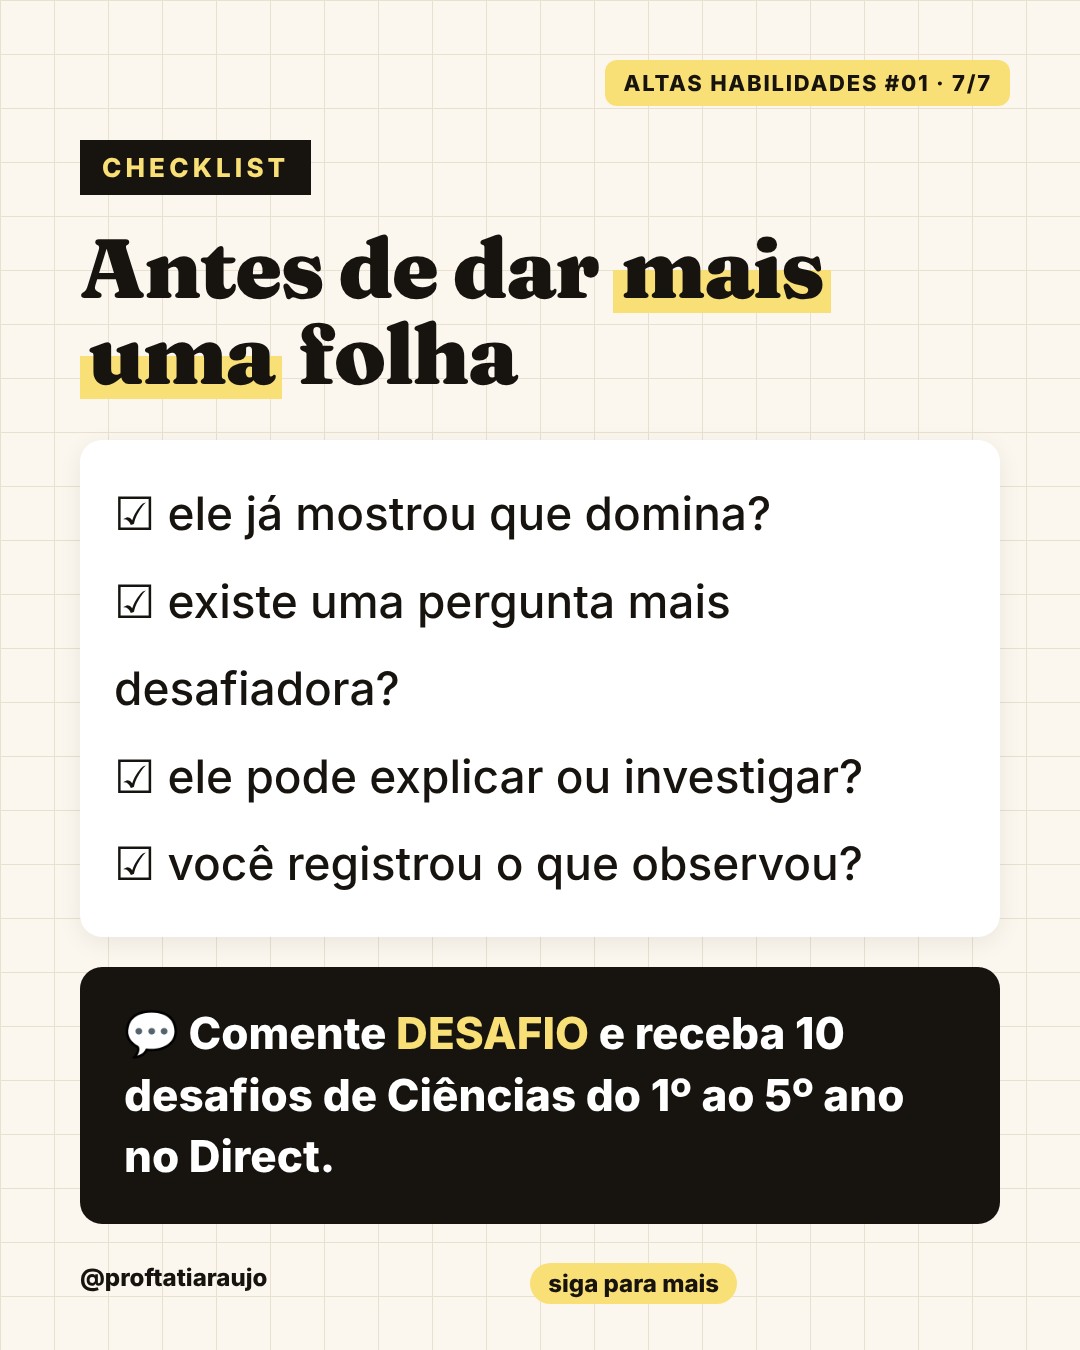 ALTAS HABILIDADES #01 · 7/7
CHECKLIST
Antes de dar mais
uma folha
☑ ele já mostrou que domina?
☑ existe uma pergunta mais
desafiadora?
☑ ele pode explicar ou investigar?
☑ você registrou o que observou?
💬 Comente DESAFIO e receba 10
desafios de Ciências do 1º ao 5º ano
no Direct.
@proftatiaraujo
siga para mais